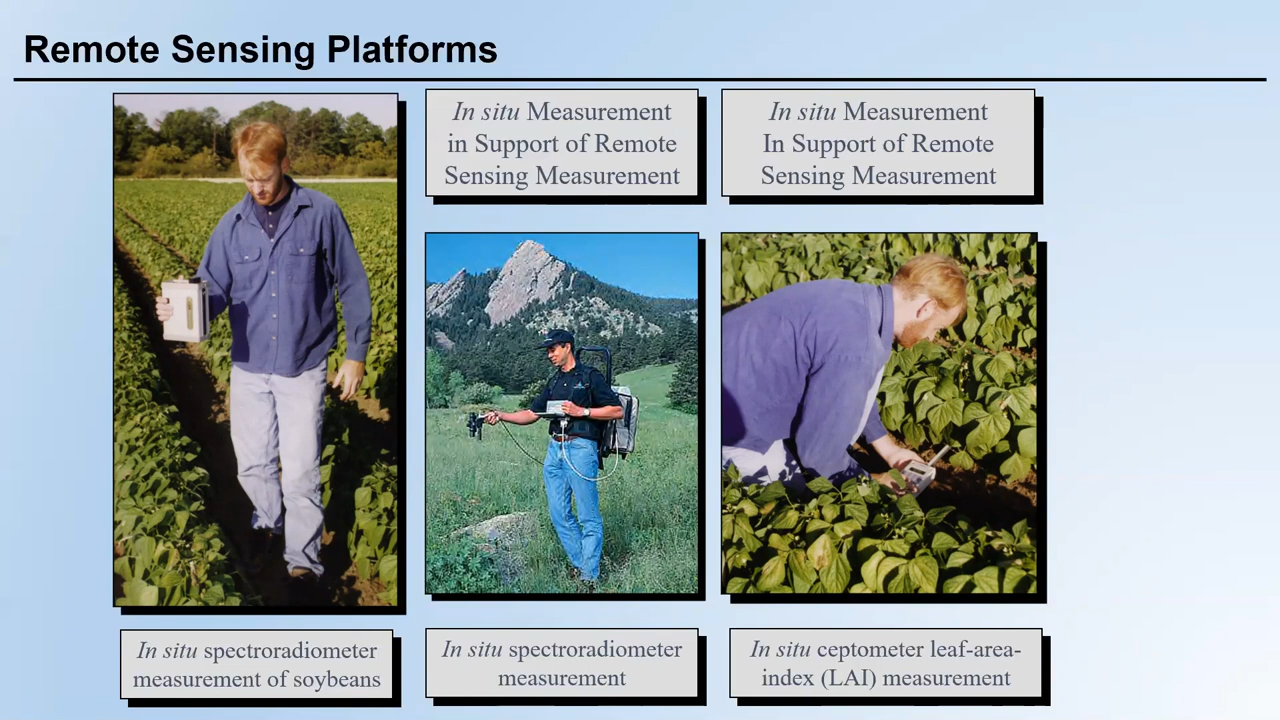 Remote Sensing Platforms
In situ Measurement
in Support of Remote
Sensing Measurement
In situ Measurement
In Support of Remote
Sensing Measurement
In situ spectroradiometer
measurement of soybeans
In situ spectroradiometer
measurement
In situ ceptometer leaf-area-
index (LAI) measurement